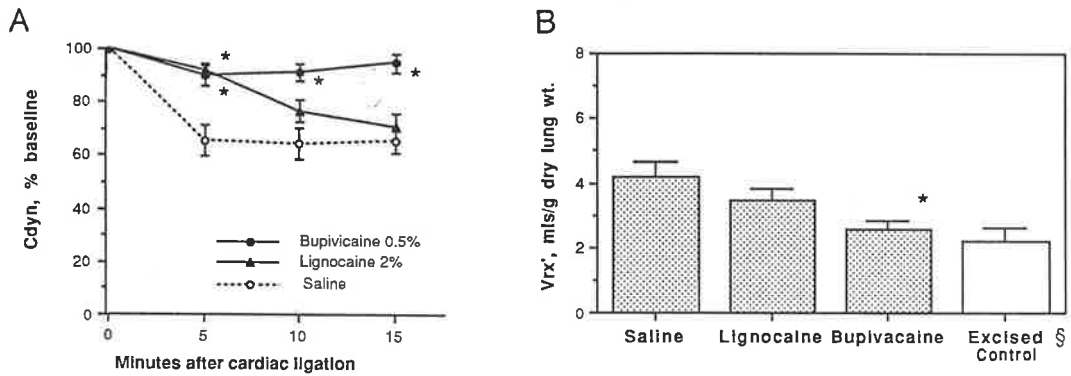 A
100
80
60
40
20
0
Cdyn, % baseline
*
*
*
*
Bupivicaine 0.5%
Lignocaine 2%
Saline
0
5
10
15
Minutes after cardiac ligation
B
8
6
4
2
0
Vrx', mls/g dry lung wt.
*
Saline
Lignocaine
Bupivacaine
Excised §
Control